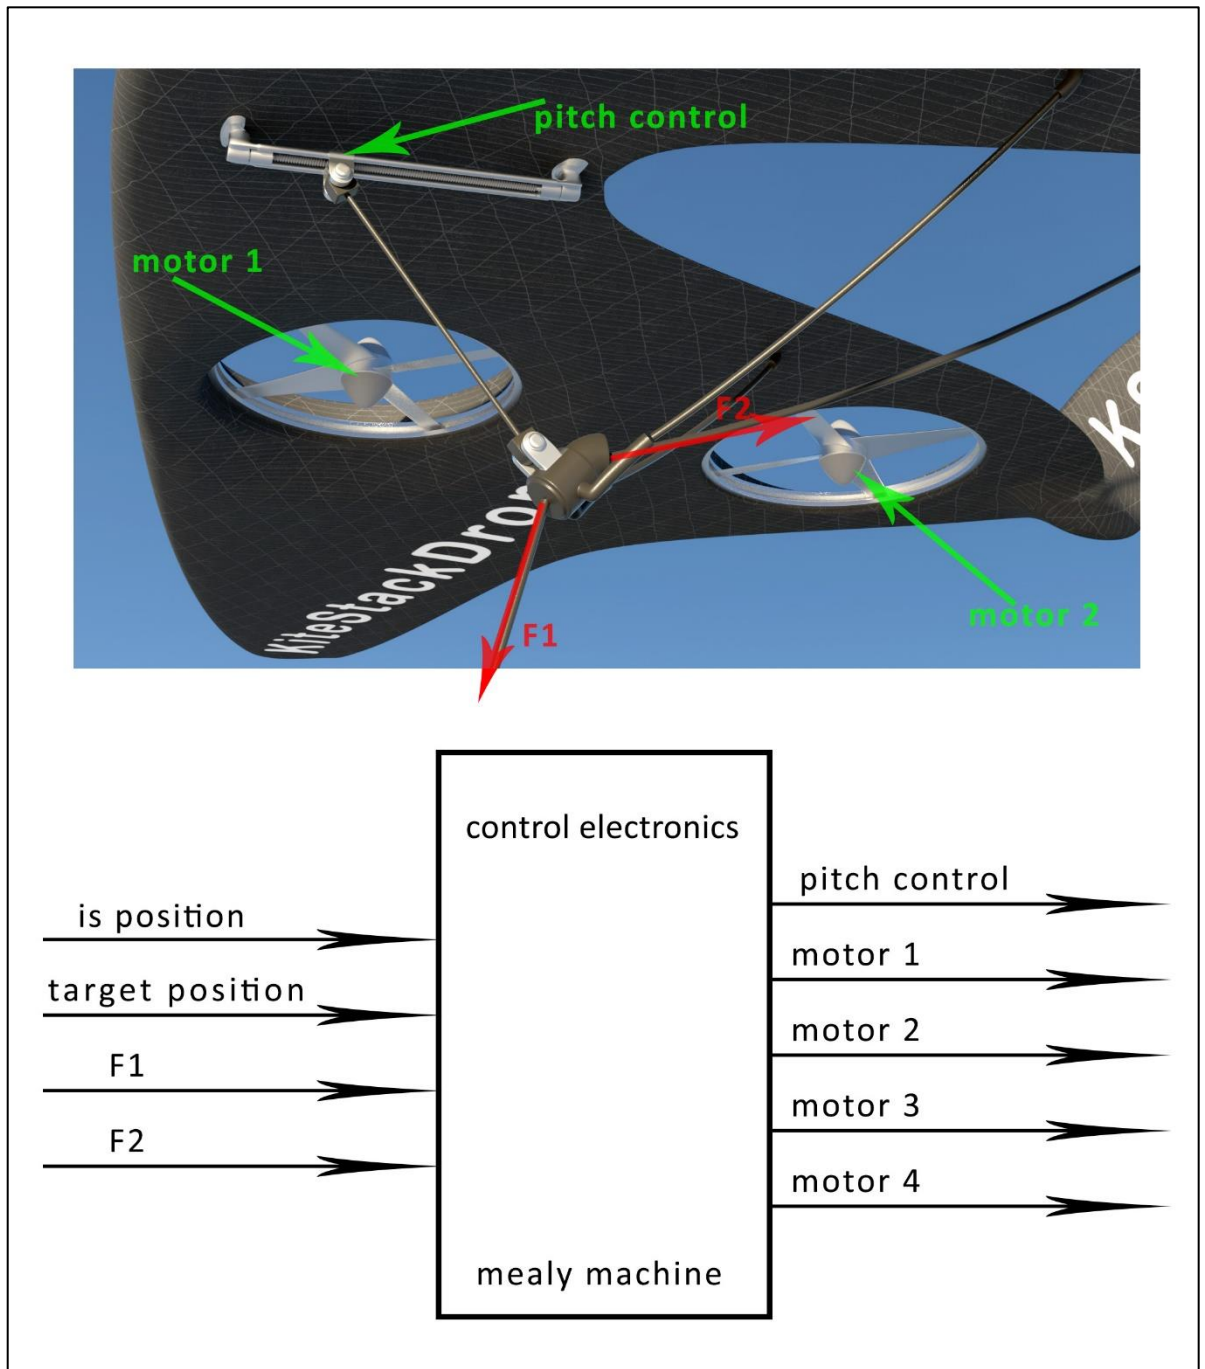 pitch control
motor 1
F2
KiteStackDro
motor 2
F1
control electronics
pitch control
is position
motor 1
target position
motor 2
F1
motor 3
F2
motor 4
mealy machine